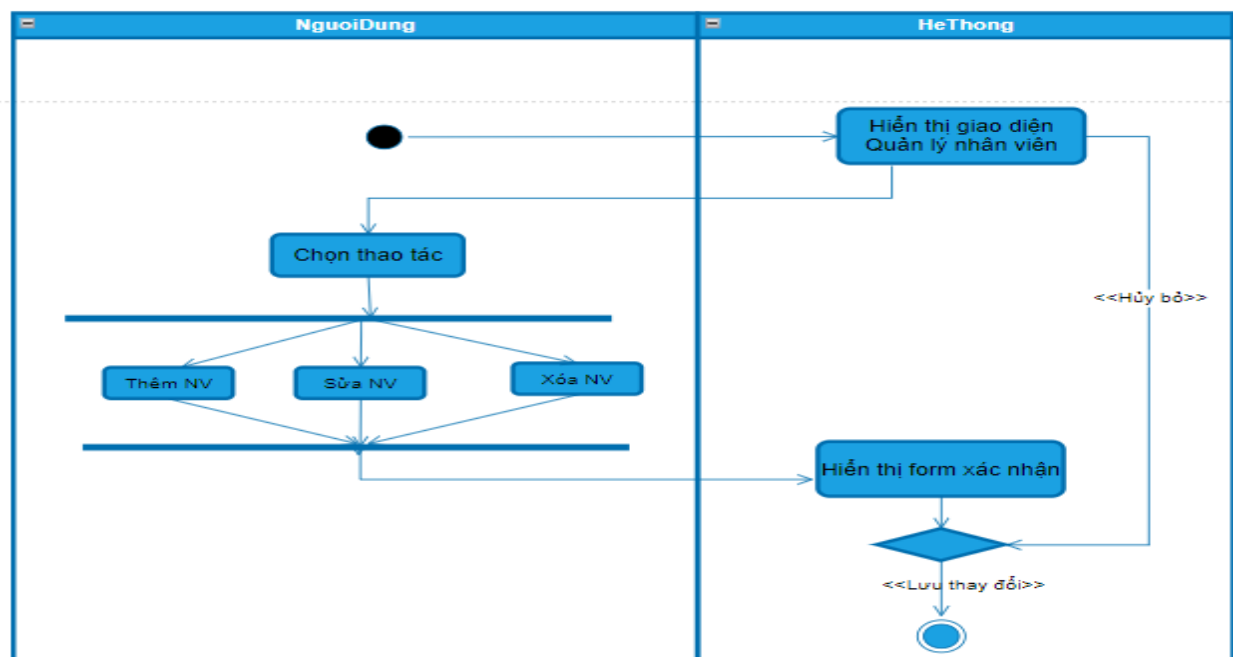 NguoiDung
HeThong
Hiển thị giao diện
Quản lý nhân viên
Chọn thao tác
<<Hủy bỏ>>
Thêm NV
Sửa NV
Xóa NV
Hiển thị form xác nhận
<<Lưu thay đổi>>